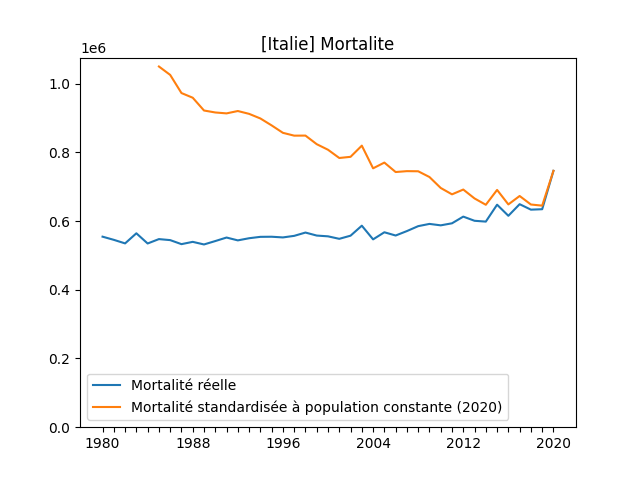 [Italie] Mortalite
1e6
1.0
0.8
0.6
0.4
0.2
0.0
Mortalité réelle
Mortalité standardisée à population constante (2020)
1980 1988 1996 2004 2012 2020